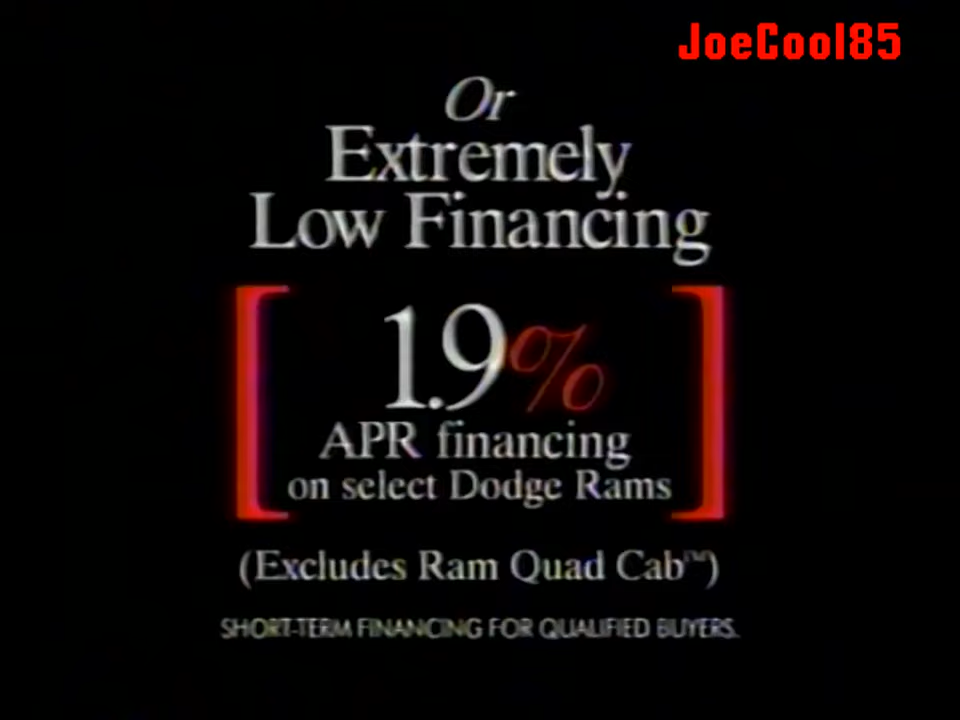 JoeCool85
Or
Extremely
Low Financing
1.9%
APR financing
on select Dodge Rams
(Excludes Ram Quad Cab™)
SHORT-TERM FINANCING FOR QUALIFIED BUYERS.